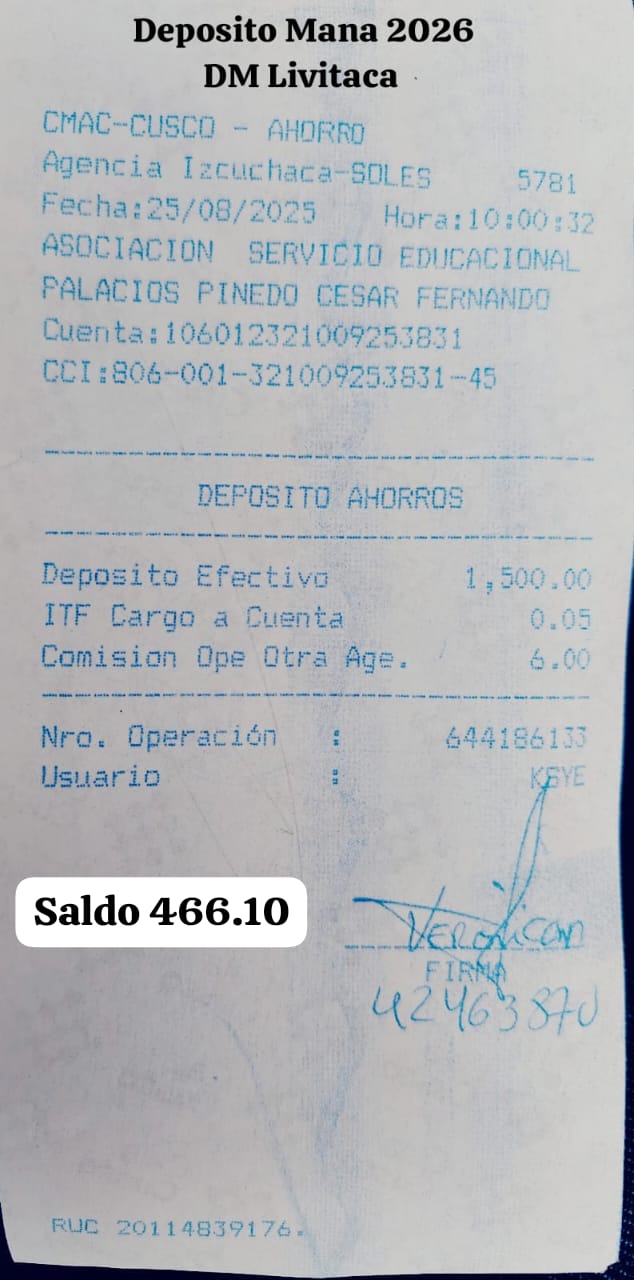 Deposito Mana 2026
DM Livitaca
CMAC-CUSCO - AHORRO
Agencia Izcuchaca-SOLES 5781
Fecha:25/08/2025 Hora:10:00:32
ASOCIACION SERVICIO EDUCACIONAL
PALACIOS PINEDO CESAR FERNANDO
Cuenta:106012321009253831
CCI:806-001-321009253831-45
DEPOSITO AHORROS
Deposito Efectivo 1,500.00
ITF Cargo a Cuenta 0.05
Comision Ope Otra Age. 6.00
Nro. Operación : 644186133
Usuario :
Saldo 466.10
FIRMA
RUC 20114839176.